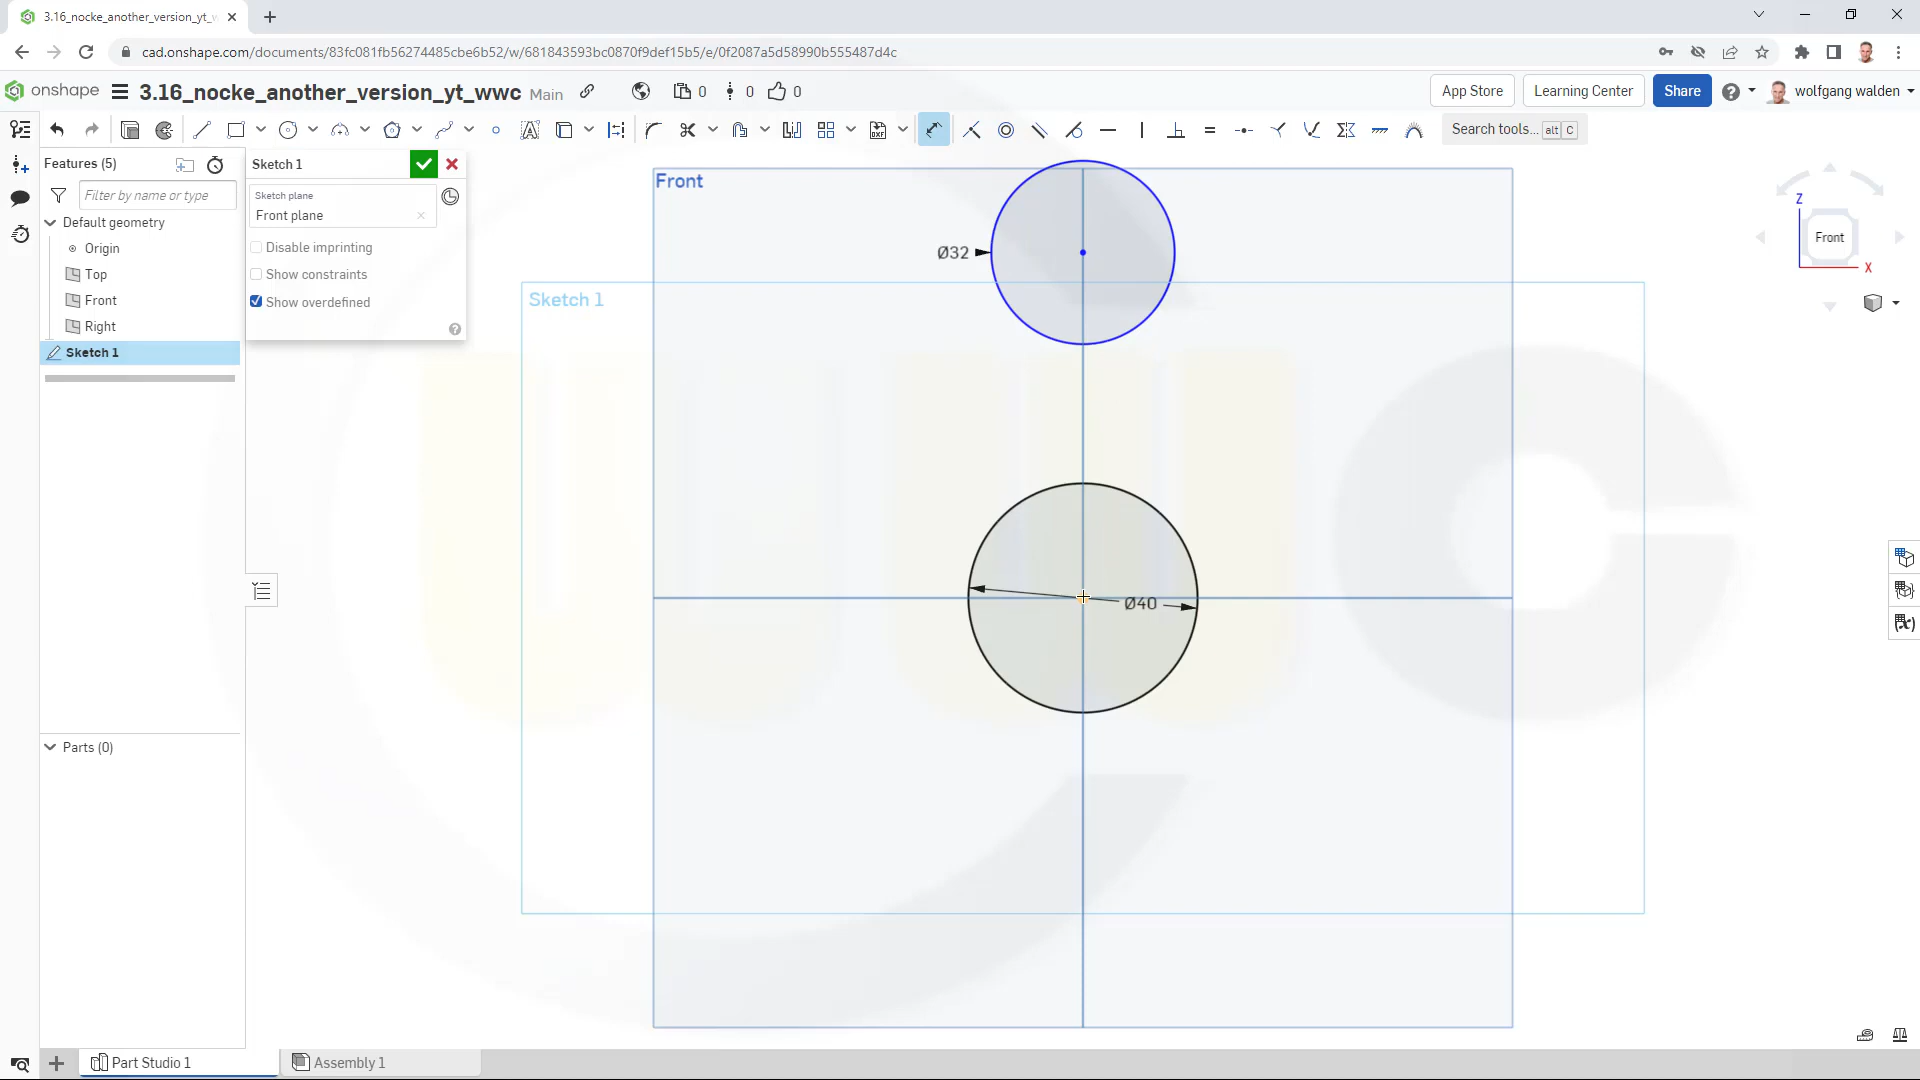 3.16_nocke_another_version_yt_w
cad.onshape.com/documents/83fc081fb56274485cbe6b52/w/681843593bc0870f9def15b5/e/0f2087a5d58990b555487d4c
onshape
3.16_nocke_another_version_yt_wwc Main
0 0 0
App Store
Learning Center
Share
wolfgang walden
Search tools... alt C
Features (5)
Filter by name or type
Default geometry
Origin
Top
Front
Right
Sketch 1
Parts (0)
Sketch 1
Sketch plane
Front plane
Disable imprinting
Show constraints
Show overdefined
Front
Sketch 1
Ø32
Ø40
Z
Front
X
Part Studio 1
Assembly 1